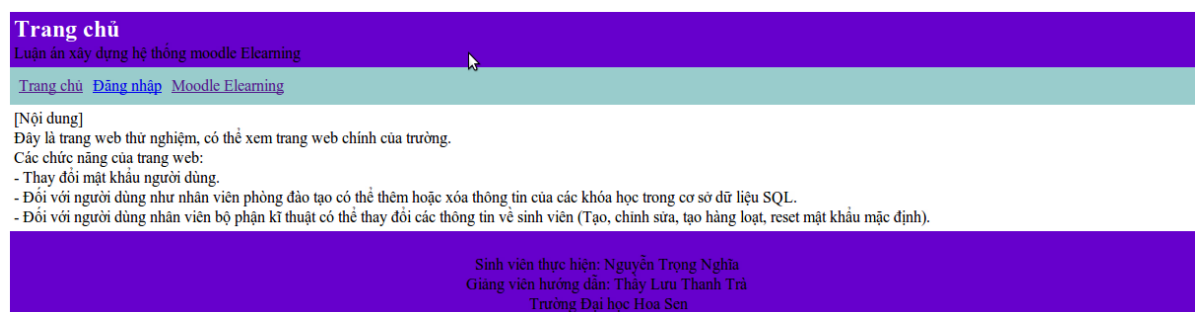 Trang chủ
Luận án xây dựng hệ thống moodle Elearning
Trang chủ Đăng nhập Moodle Elearning
[Nội dung]
Đây là trang web thử nghiệm, có thể xem trang web chính của trường.
Các chức năng của trang web:
- Thay đổi mật khẩu người dùng.
- Đối với người dùng như nhân viên phòng đào tạo có thể thêm hoặc xóa thông tin của các khóa học trong cơ sở dữ liệu SQL.
- Đối với người dùng nhân viên bộ phận kĩ thuật có thể thay đổi các thông tin về sinh viên (Tạo, chỉnh sửa, tạo hàng loạt, reset mật khẩu mặc định).
Sinh viên thực hiện: Nguyễn Trọng Nghĩa
Giảng viên hướng dẫn: Thầy Lưu Thanh Trà
Trường Đại học Hoa Sen